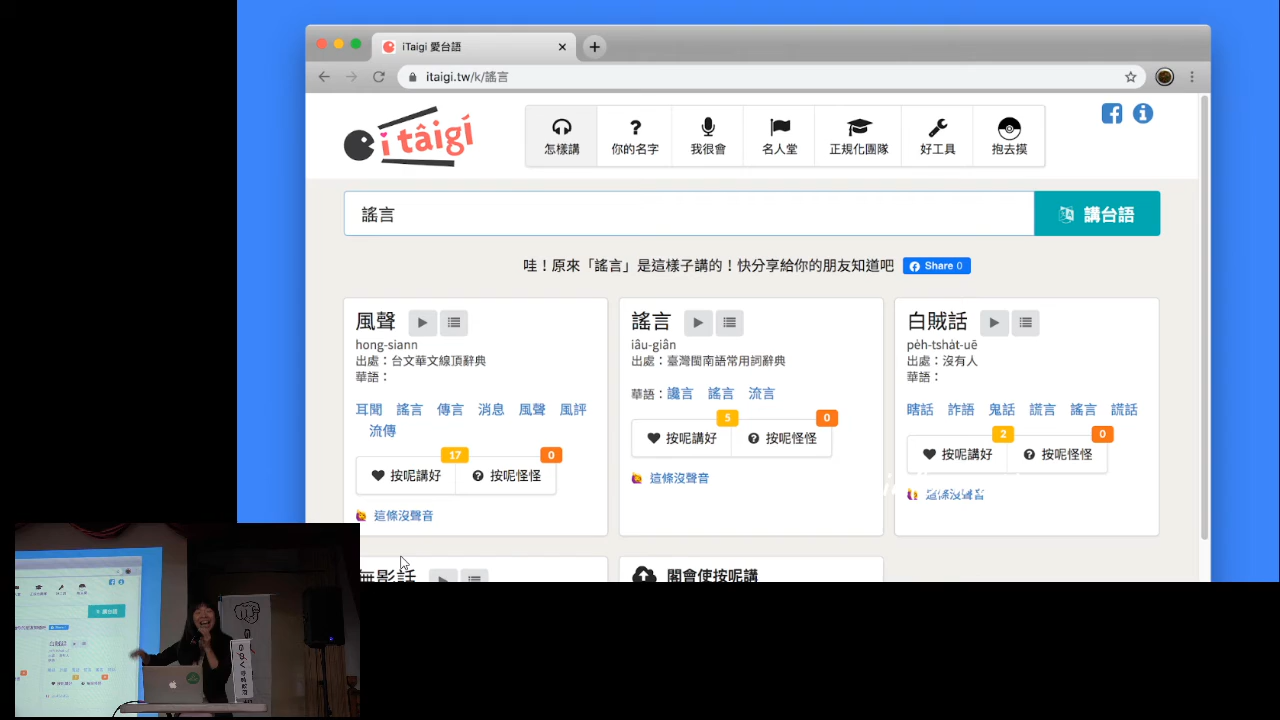 iTaigi 愛台語
itaigi.tw/k/謠言
i tâigí
怎樣講
你的名字
我很會
名人堂
正規化團隊
好工具
抱去摸
謠言
講台語
哇！原來「謠言」是這樣子講的！快分享給你的朋友知道吧
Share 0
風聲
hong-siann
出處：台文華文線頂辭典
華語：
耳聞 謠言 傳言 消息 風聲 風評
流傳
17
0
按呢講好
按呢怪怪
這條沒聲音
謠言
iâu-giân
出處：臺灣閩南語常用詞辭典
華語：讒言 謠言 流言
5
0
按呢講好
按呢怪怪
這條沒聲音
白賊話
pe̍h-tsha̍t-uē
出處：沒有人
華語：
瞎話 詐語 鬼話 謊言 謠言 謊話
2
0
按呢講好
按呢怪怪
這條沒聲音
無影話
閣會使按呢講